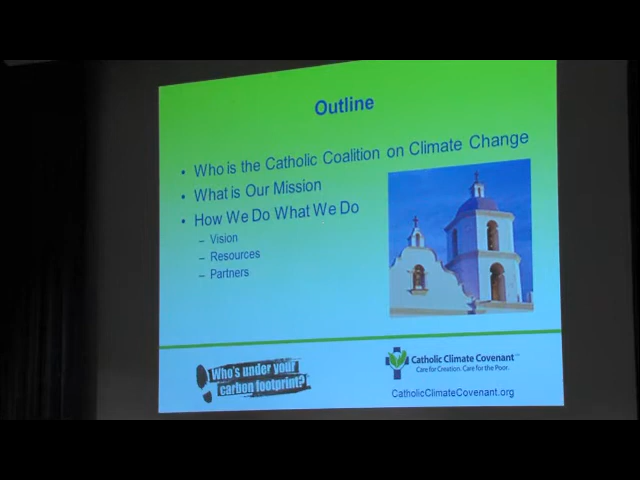 Outline
• Who is the Catholic Coalition on Climate Change
• What is Our Mission
• How We Do What We Do
– Vision
– Resources
– Partners
Who's under your
carbon footprint?
Catholic Climate Covenant
Care for Creation. Care for the Poor.
CatholicClimateCovenant.org